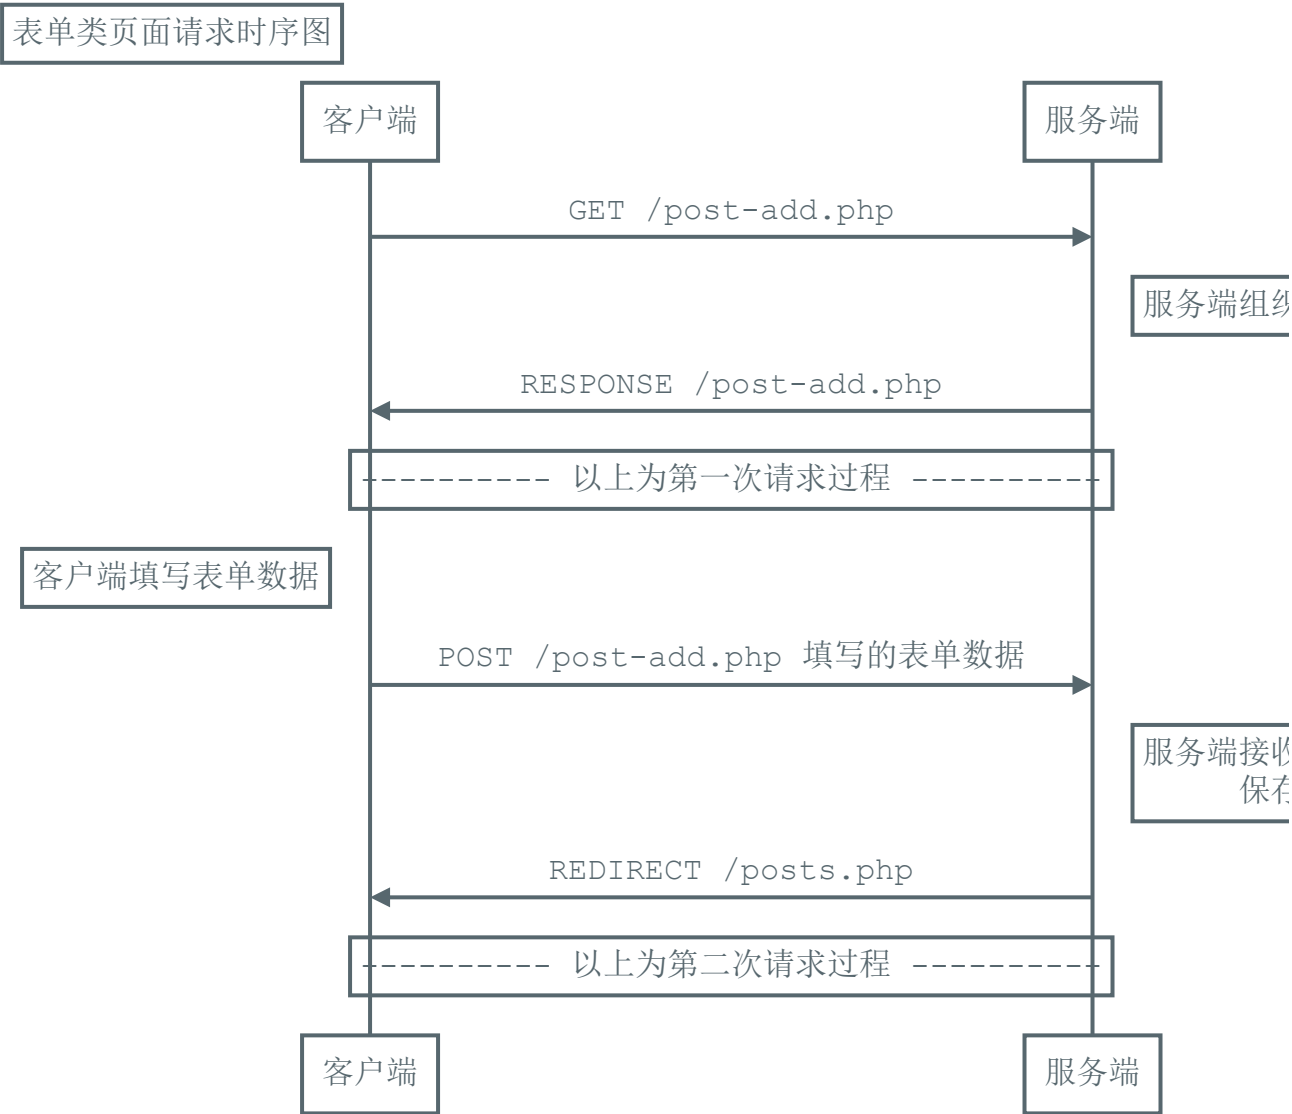 表单类页面请求时序图
客户端
服务端
GET /post-add.php
服务端组织
RESPONSE /post-add.php
---------- 以上为第一次请求过程 ----------
客户端填写表单数据
POST /post-add.php 填写的表单数据
服务端接收
保存
REDIRECT /posts.php
---------- 以上为第二次请求过程 ----------
客户端
服务端